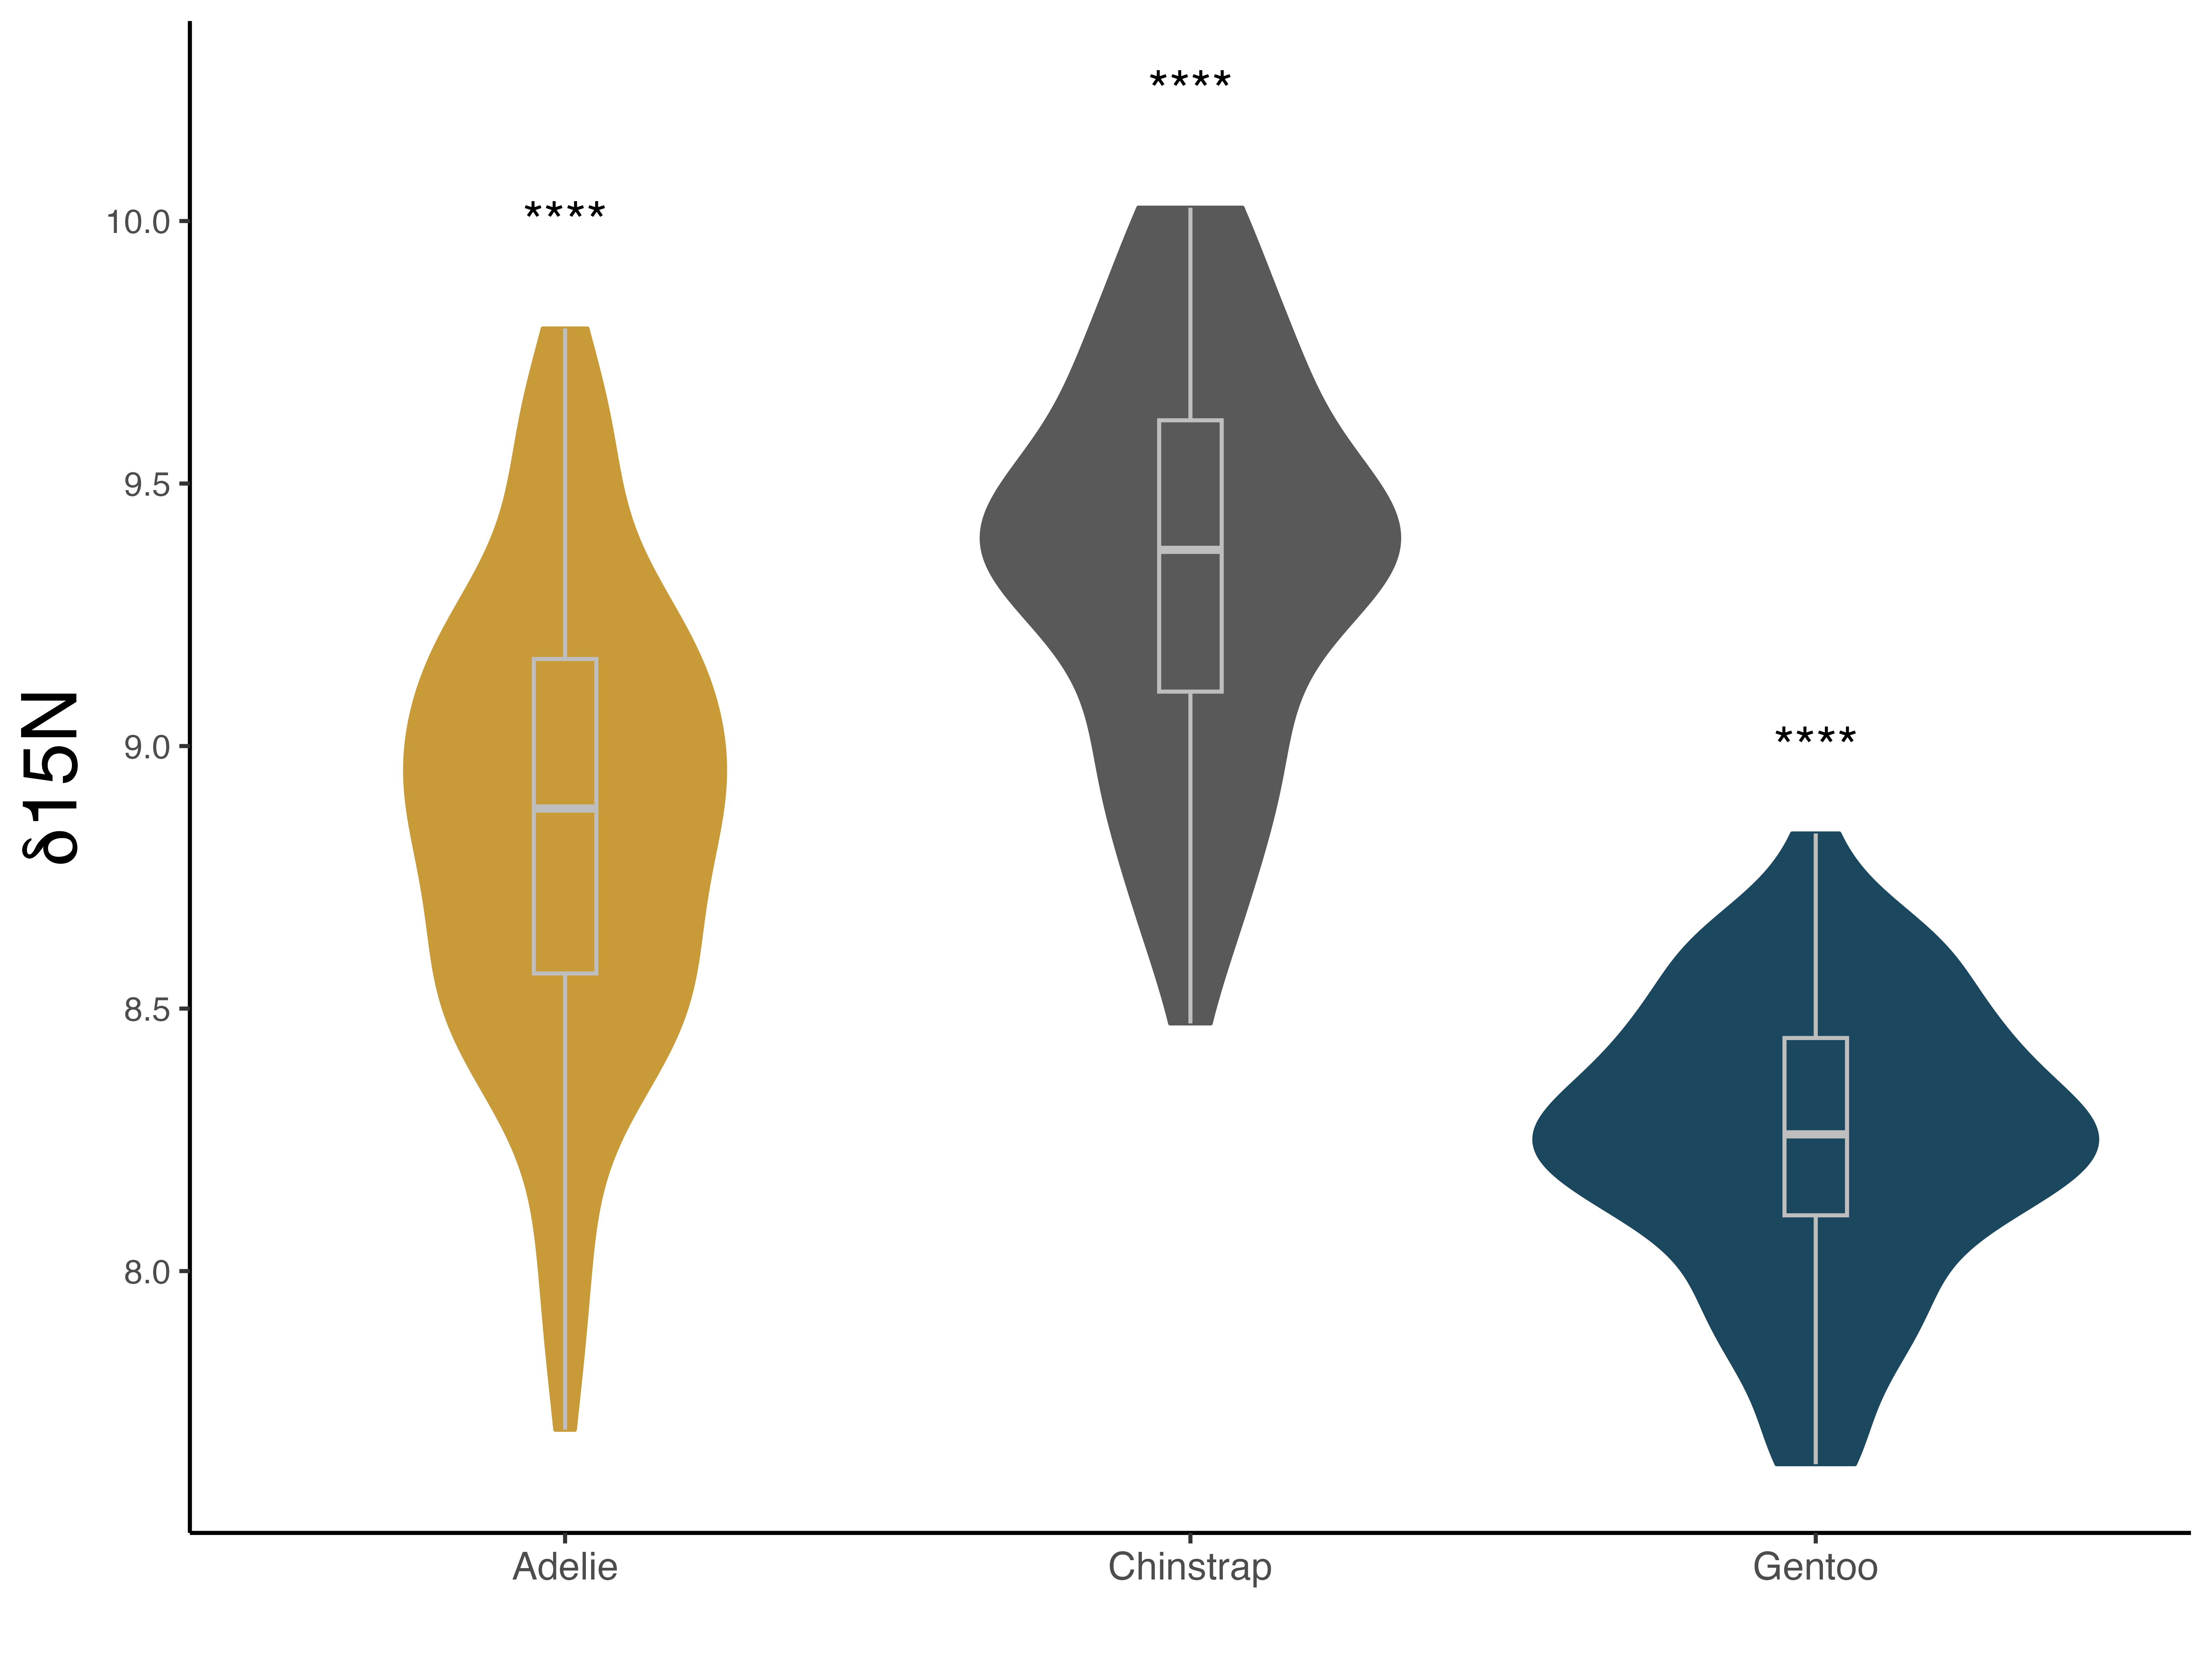 ****
10.0
****
9.5
9.0
****
8.5
8.0
δ15N
Adelie
Chinstrap
Gentoo